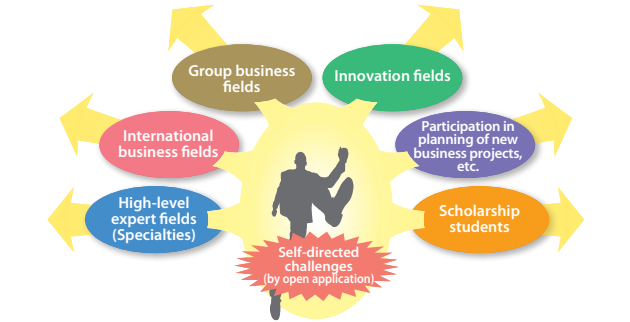 Group business
fields
Innovation fields
International
business fields
Participation in
planning of new
business projects,
etc.
High-level
expert fields
(Specialties)
Scholarship
students
Self-directed
challenges
(by open application)